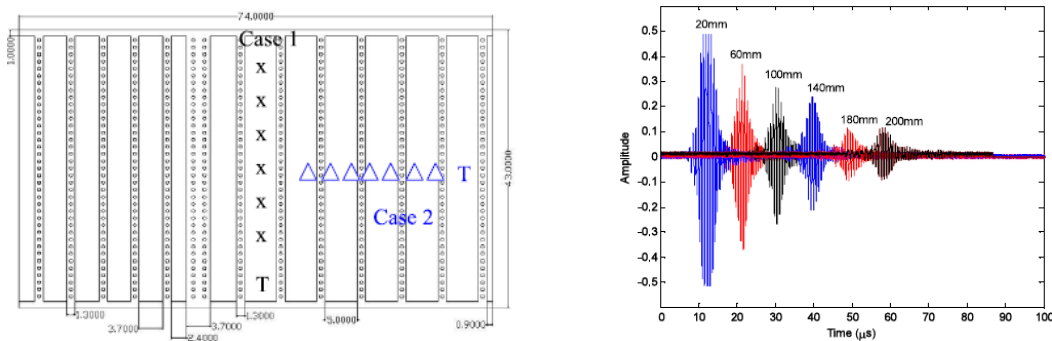 74.0000
Case 1
1.0000
x
x
x
x
x
x
T
T
Case 2
43.0000
1.3000
3.7000
2.4000
3.7000
1.3000
5.0000
0.9000
20mm
60mm
100mm
140mm
180mm
200mm
0.5
0.4
0.3
0.2
0.1
0
-0.1
-0.2
-0.3
-0.4
-0.5
Amplitude
0
10
20
30
40
50
60
70
80
90
100
Time (μs)